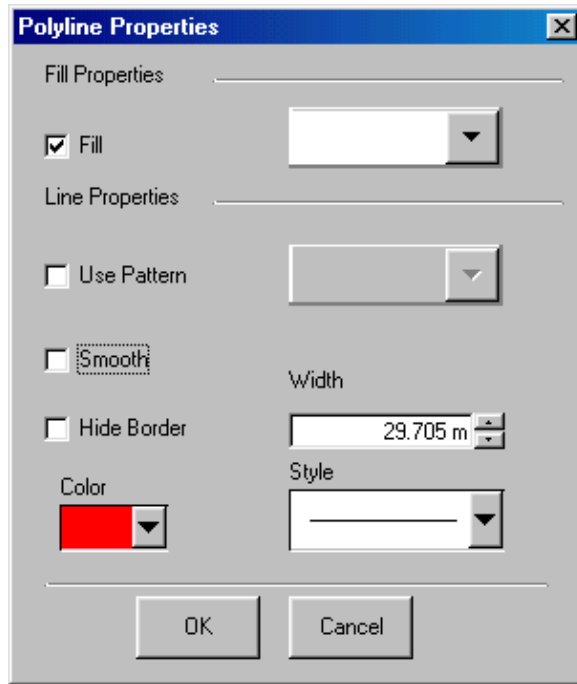 Polyline Properties
Fill Properties
Fill
Line Properties
Use Pattern
Smooth
Width
Hide Border
29.705 m
Color
Style
OK
Cancel